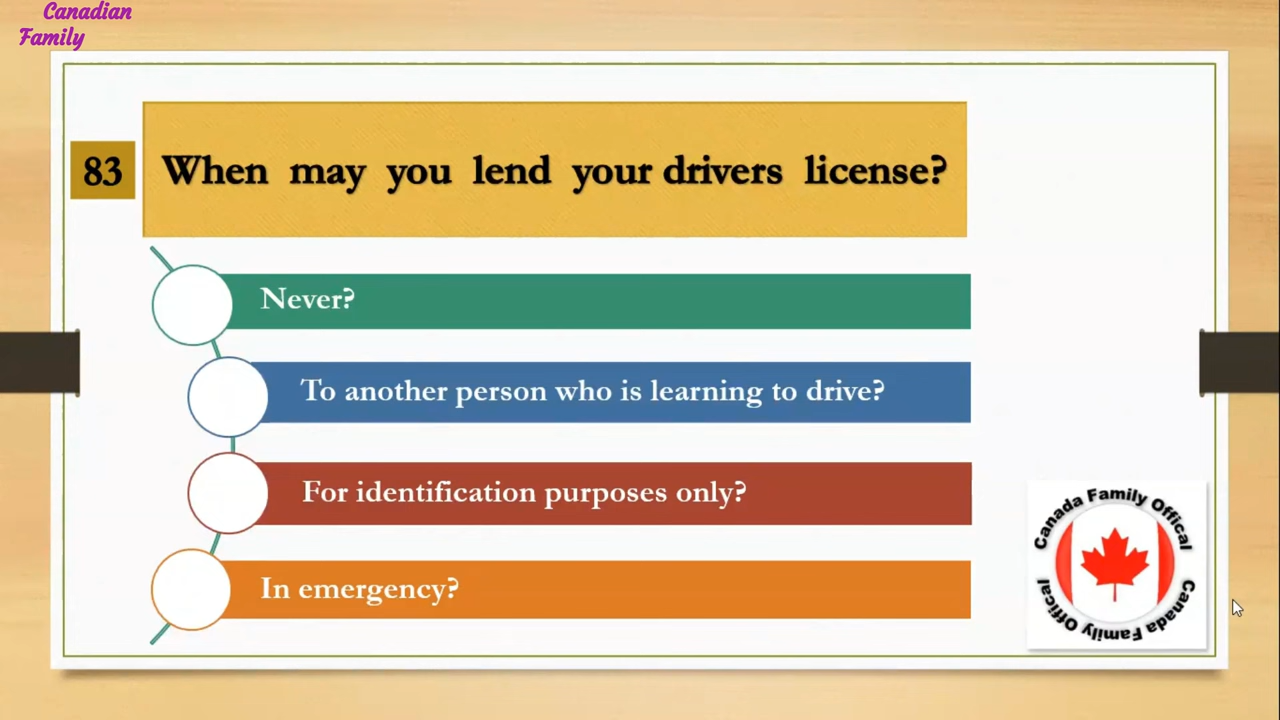 Canadian
Family
83
When may you lend your drivers license?
Never?
To another person who is learning to drive?
For identification purposes only?
In emergency?
Canada Family Offical
Canada Family Offical